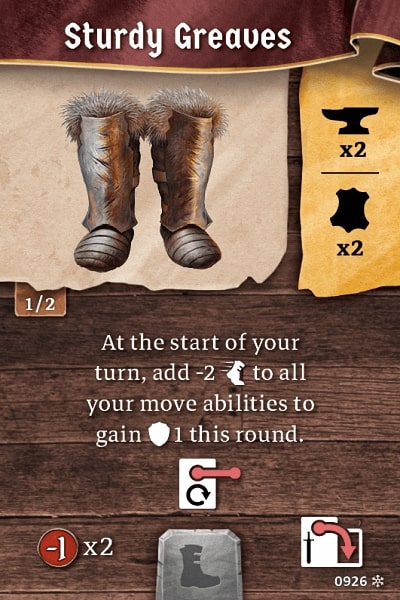 Sturdy Greaves
x2
x2
1/2
At the start of your
turn, add -2 to all
your move abilities to
gain 1 this round.
-1 x2
0926